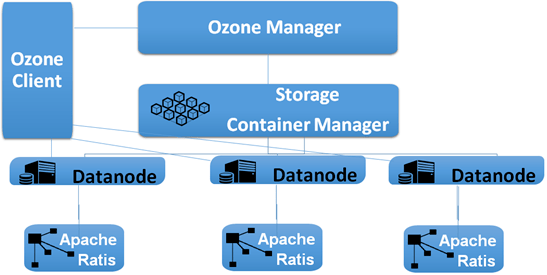 Ozone
Client
Ozone Manager
Storage
Container Manager
Datanode
Datanode
Datanode
Apache
Ratis
Apache
Ratis
Apache
Ratis